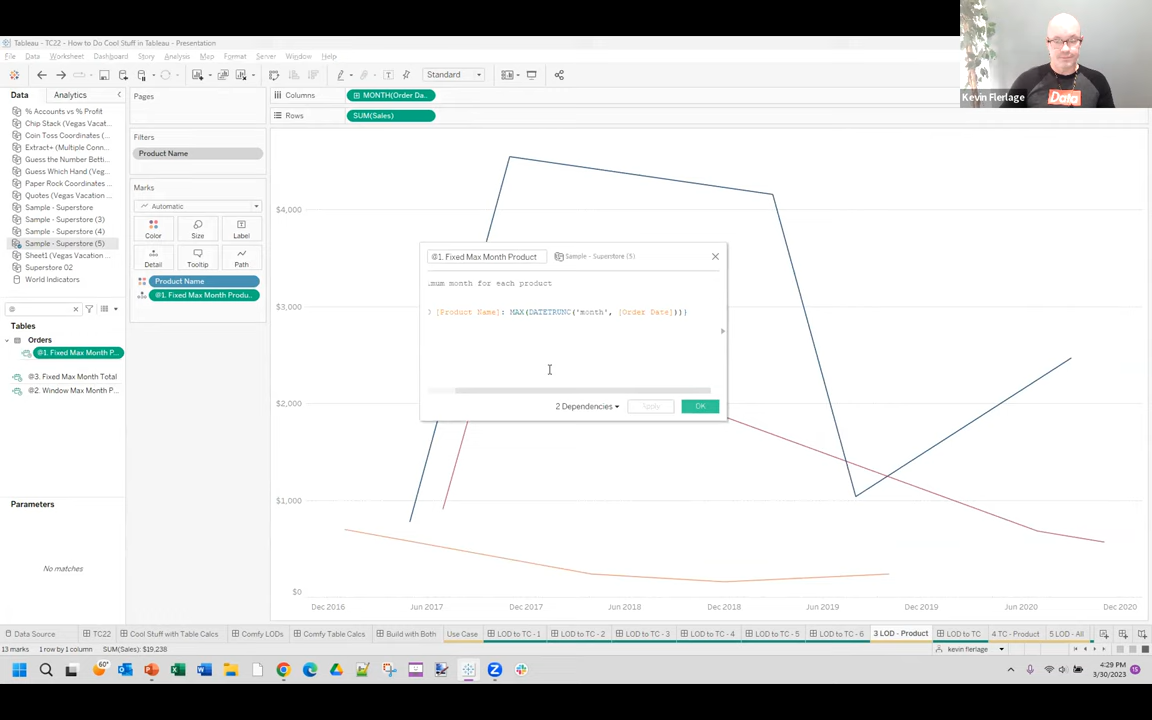 Tableau - TC22 - How to Do Cool Stuff in Tableau - Presentation
File Data Worksheet Dashboard Story Analysis Map Format Server Window Help
Standard
Kevin Flerlage
Data
Data Analytics
% Accounts vs % Profit
Chip Stack (Vegas Vacat...
Coin Toss Coordinates (...
Extract+ (Multiple Conn...
Guess the Number Betti...
Guess Which Hand (Veg...
Paper Rock Coordinates ...
Quotes (Vegas Vacation ...
Sample - Superstore
Sample - Superstore (3)
Sample - Superstore (4)
Sample - Superstore (5)
Sheet1 (Vegas Vacation ...
Superstore 02
World Indicators
@
Tables
Orders
@1. Fixed Max Month P...
@3. Fixed Max Month Total
@2. Window Max Month P...
Parameters
No matches
Pages
Filters
Product Name
Marks
Automatic
Color Size Label
Detail Tooltip Path
Product Name
@1. Fixed Max Month Produ...
Columns MONTH(Order Da...
Rows SUM(Sales)
$4,000
$3,000
$2,000
$1,000
$0
Dec 2016 Jun 2017 Dec 2017 Jun 2018 Dec 2018 Jun 2019 Dec 2019 Jun 2020 Dec 2020
@1. Fixed Max Month Product Sample - Superstore (5)
mum month for each product
[Product Name]: MAX(DATETRUNC('month', [Order Date]))}
2 Dependencies Apply OK
Data Source TC22 Cool Stuff with Table Calcs Comfy LODs Comfy Table Calcs Build with Both Use Case LOD to TC - 1 LOD to TC - 2 LOD to TC - 3 LOD to TC - 4 LOD to TC - 5 LOD to TC - 6 3 LOD - Product LOD to TC 4 TC - Product 5 LOD - All
13 marks 1 row by 1 column SUM(Sales): $19,238 kevin flerlage
60° 4:29 PM
3/30/2023 15